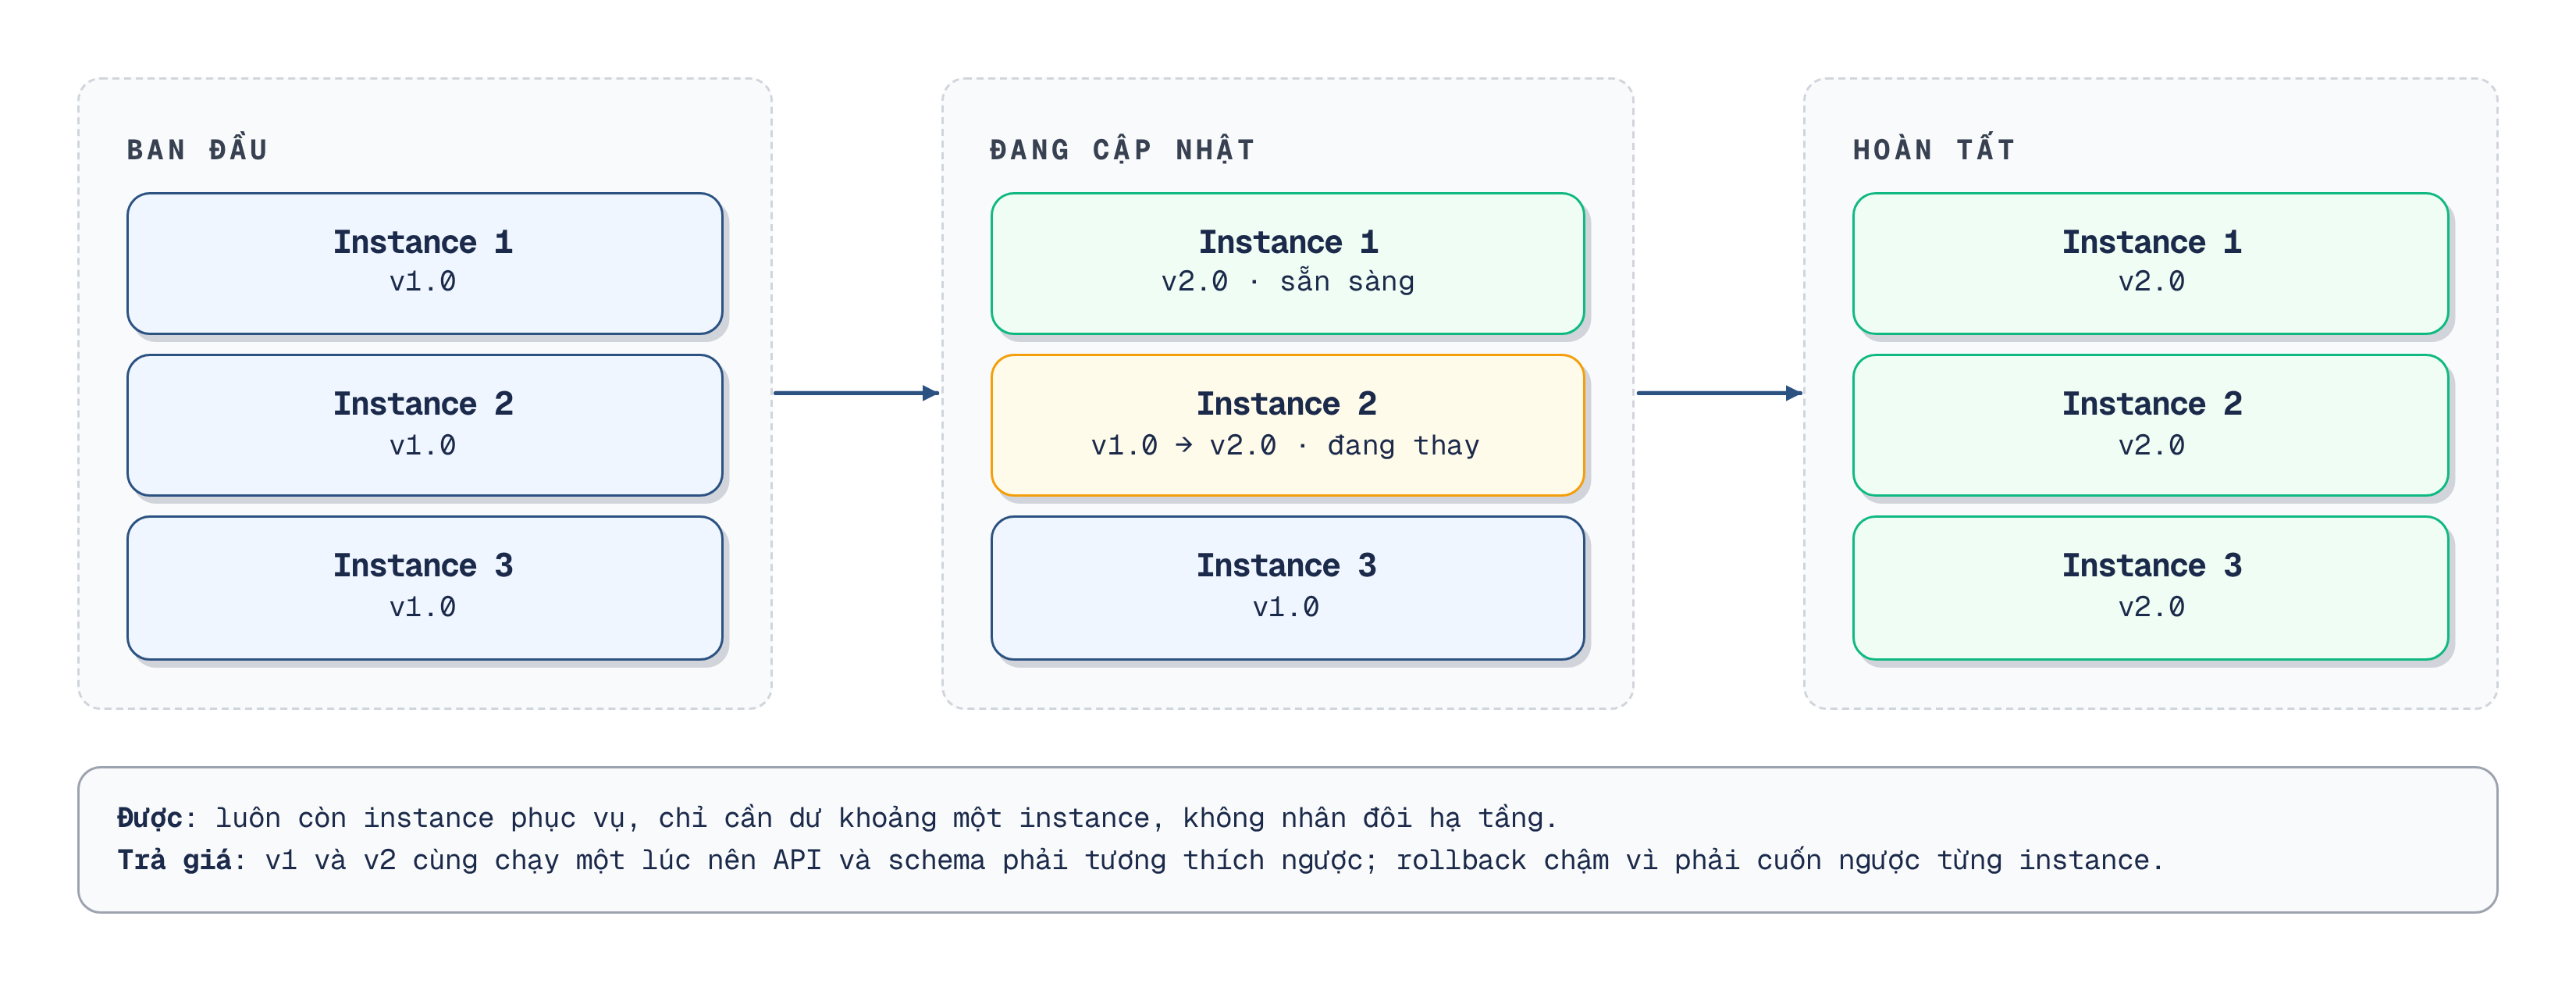 BAN ĐẦU
Instance 1
v1.0
Instance 2
v1.0
Instance 3
v1.0
ĐANG CẬP NHẬT
Instance 1
v2.0 · sẵn sàng
Instance 2
v1.0 → v2.0 · đang thay
Instance 3
v1.0
HOÀN TẤT
Instance 1
v2.0
Instance 2
v2.0
Instance 3
v2.0
Được: luôn còn instance phục vụ, chỉ cần dư khoảng một instance, không nhân đôi hạ tầng.
Trả giá: v1 và v2 cùng chạy một lúc nên API và schema phải tương thích ngược; rollback chậm vì phải cuốn ngược từng instance.